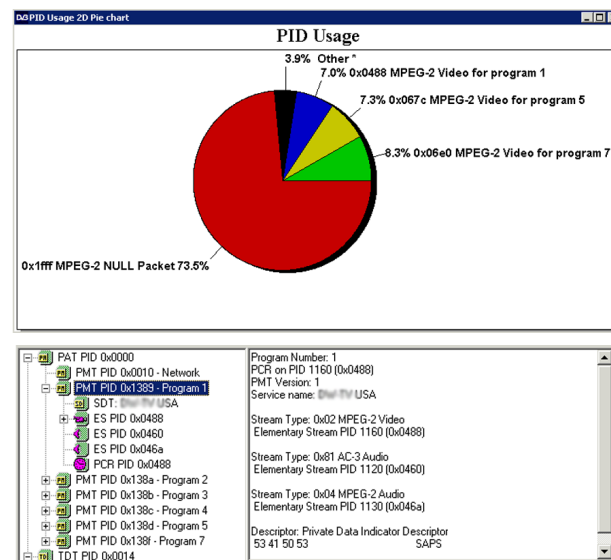 DVB PID Usage 2D Pie chart
PID Usage
3.9% Other *
7.0% 0x0488 MPEG-2 Video for program 1
7.3% 0x067c MPEG-2 Video for program 5
8.3% 0x06e0 MPEG-2 Video for program 7
0x1fff MPEG-2 NULL Packet 73.5%
PAT PID 0x0000
PMT PID 0x0010 - Network
PMT PID 0x1389 - Program 1
SDT: USA
ES PID 0x0488
ES PID 0x0460
ES PID 0x046a
PCR PID 0x0488
PMT PID 0x138a - Program 2
PMT PID 0x138b - Program 3
PMT PID 0x138c - Program 4
PMT PID 0x138d - Program 5
PMT PID 0x138f - Program 7
TDT PID 0x0014
Program Number: 1
PCR on PID 1160 (0x0488)
PMT Version: 1
Service name: USA
Stream Type: 0x02 MPEG-2 Video
Elementary Stream PID 1160 (0x0488)
Stream Type: 0x81 AC-3 Audio
Elementary Stream PID 1120 (0x0460)
Stream Type: 0x04 MPEG-2 Audio
Elementary Stream PID 1130 (0x046a)
Descriptor: Private Data Indicator Descriptor
53 41 50 53 SAPS